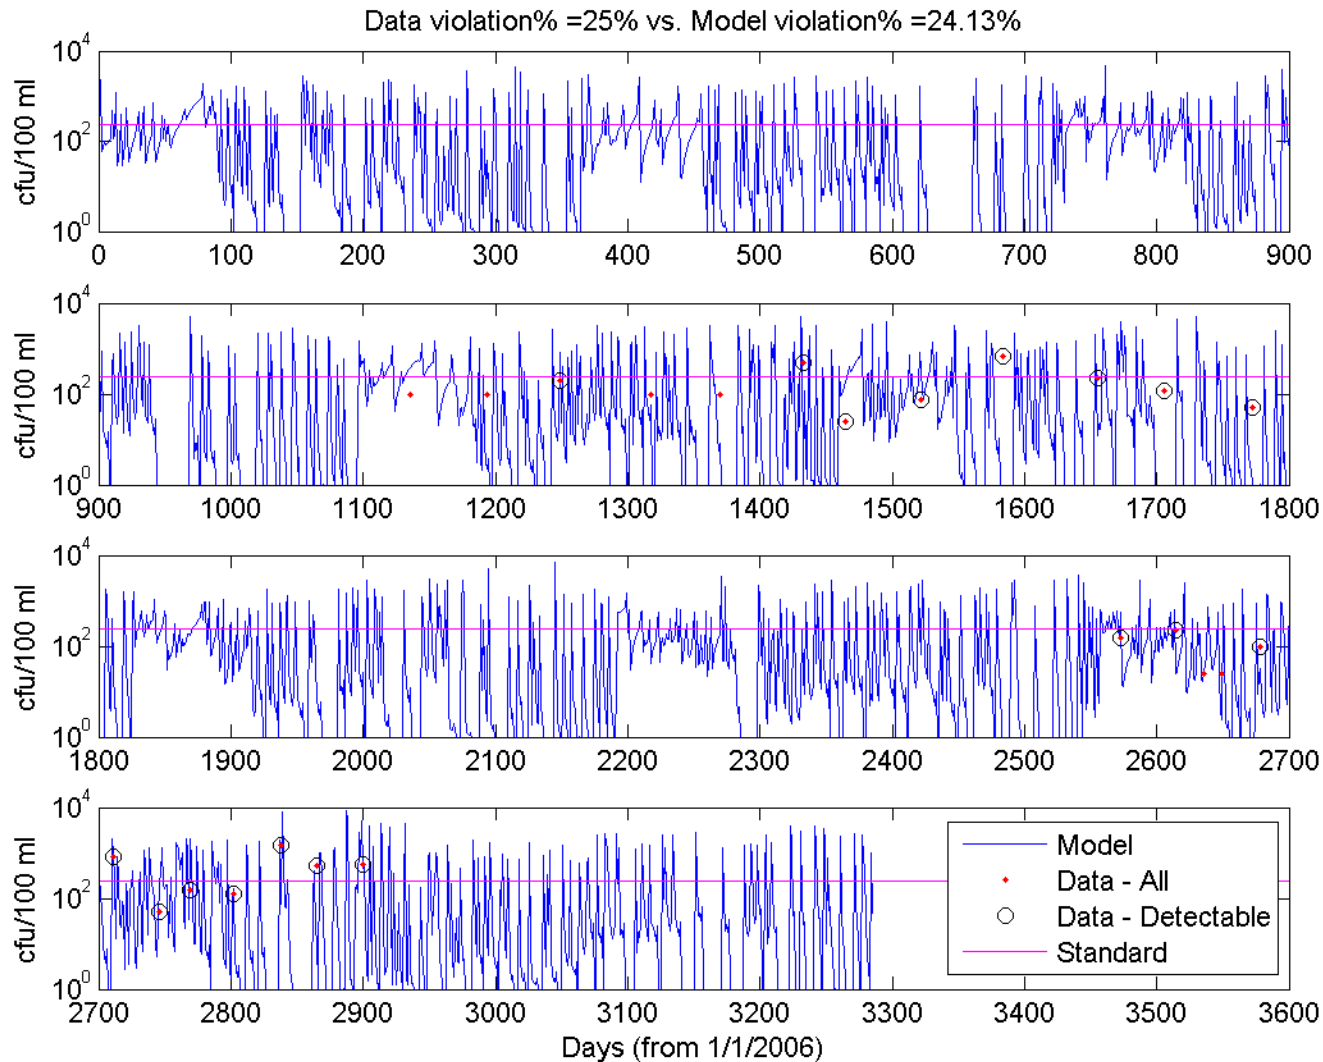 Data violation% =25% vs. Model violation% =24.13%
cfu/100 ml
10^4
10^2
10^0
0 100 200 300 400 500 600 700 800 900
cfu/100 ml
10^4
10^2
10^0
900 1000 1100 1200 1300 1400 1500 1600 1700 1800
cfu/100 ml
10^4
10^2
10^0
1800 1900 2000 2100 2200 2300 2400 2500 2600 2700
cfu/100 ml
10^4
10^2
10^0
Model
Data - All
Data - Detectable
Standard
2700 2800 2900 3000 3100 3200 3300 3400 3500 3600
Days (from 1/1/2006)